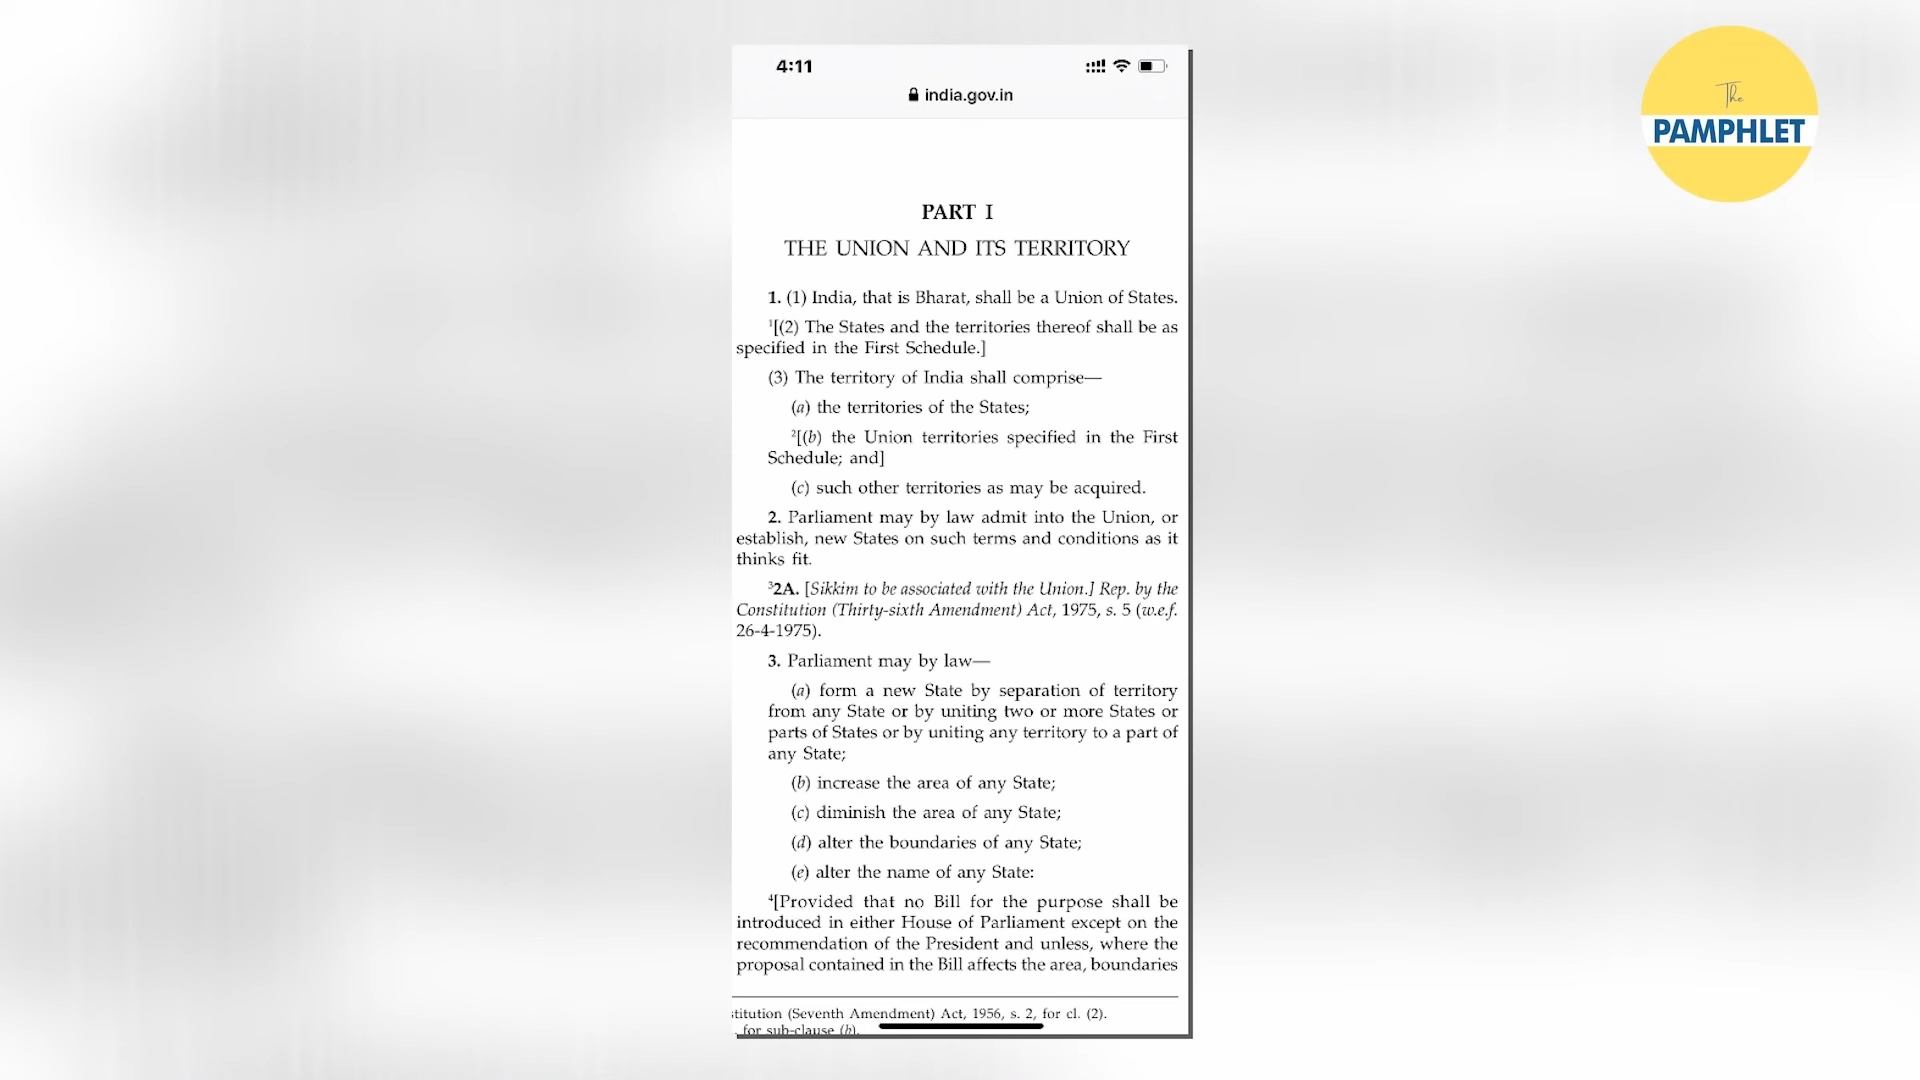 4:11
india.gov.in
The
PAMPHLET
PART I
THE UNION AND ITS TERRITORY
1. (1) India, that is Bharat, shall be a Union of States.
¹[(2) The States and the territories thereof shall be as
specified in the First Schedule.]
(3) The territory of India shall comprise—
(a) the territories of the States;
²[(b) the Union territories specified in the First
Schedule; and]
(c) such other territories as may be acquired.
2. Parliament may by law admit into the Union, or
establish, new States on such terms and conditions as it
thinks fit.
³2A. [Sikkim to be associated with the Union.] Rep. by the
Constitution (Thirty-sixth Amendment) Act, 1975, s. 5 (w.e.f.
26-4-1975).
3. Parliament may by law—
(a) form a new State by separation of territory
from any State or by uniting two or more States or
parts of States or by uniting any territory to a part of
any State;
(b) increase the area of any State;
(c) diminish the area of any State;
(d) alter the boundaries of any State;
(e) alter the name of any State:
⁴[Provided that no Bill for the purpose shall be
introduced in either House of Parliament except on the
recommendation of the President and unless, where the
proposal contained in the Bill affects the area, boundaries
stitution (Seventh Amendment) Act, 1956, s. 2, for cl. (2).
for sub-clause (b).